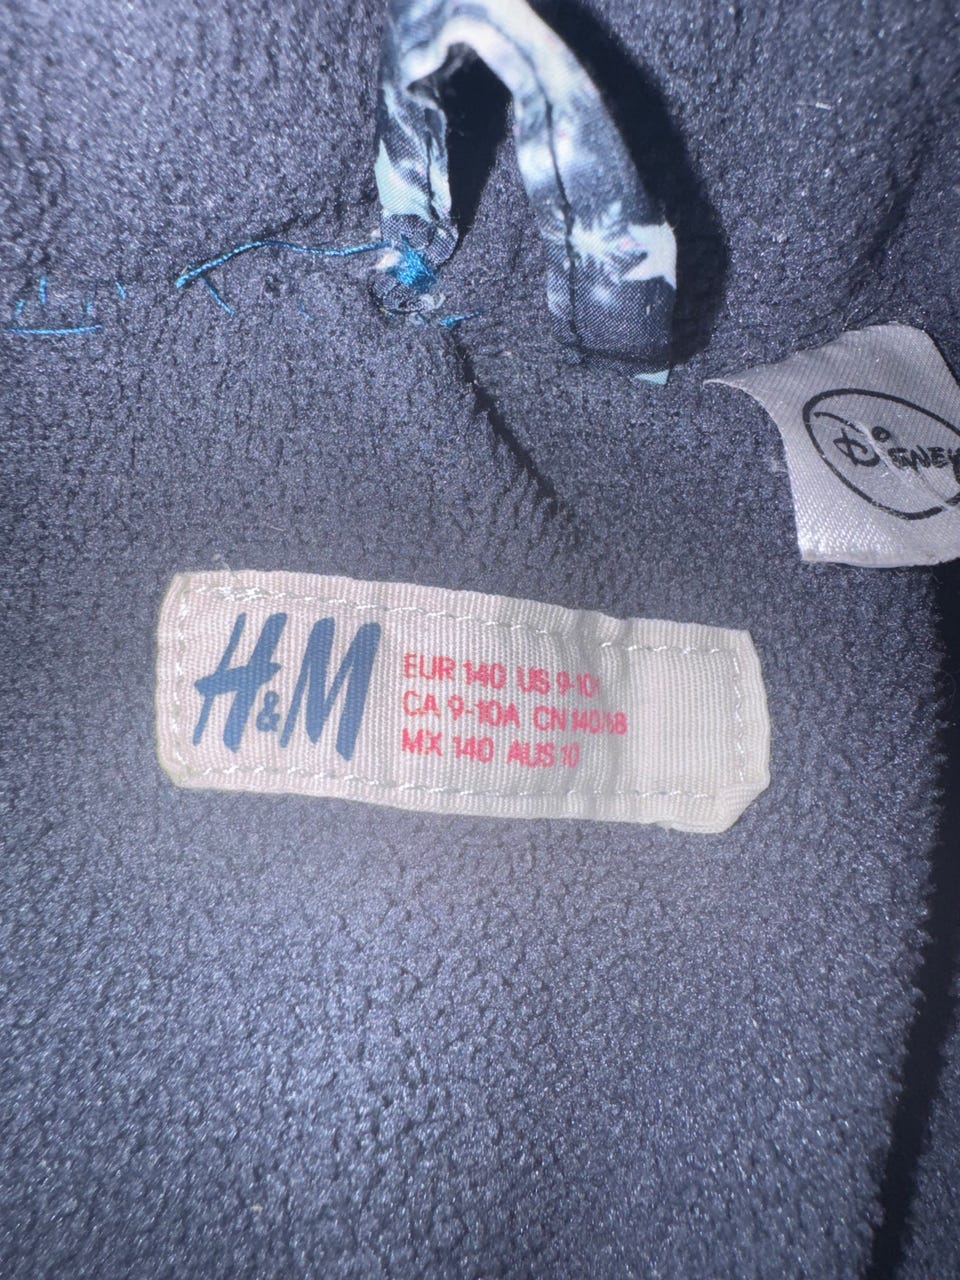 Disney
H&M
EUR 140 US 9-10
CA 9-10A CN 140/68
MX 140 AUS 10